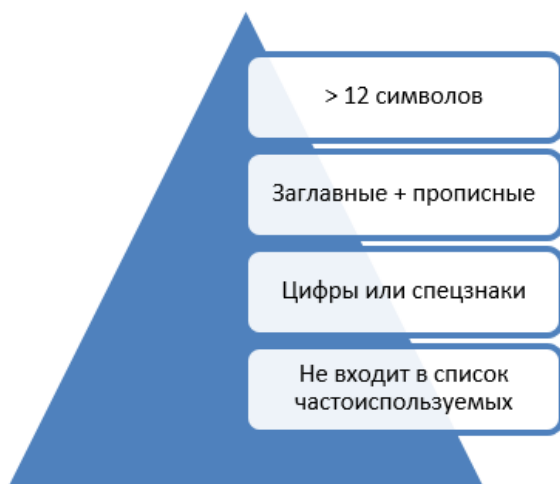 > 12 символов
Заглавные + прописные
Цифры или спецзнаки
Не входит в список
частоиспользуемых